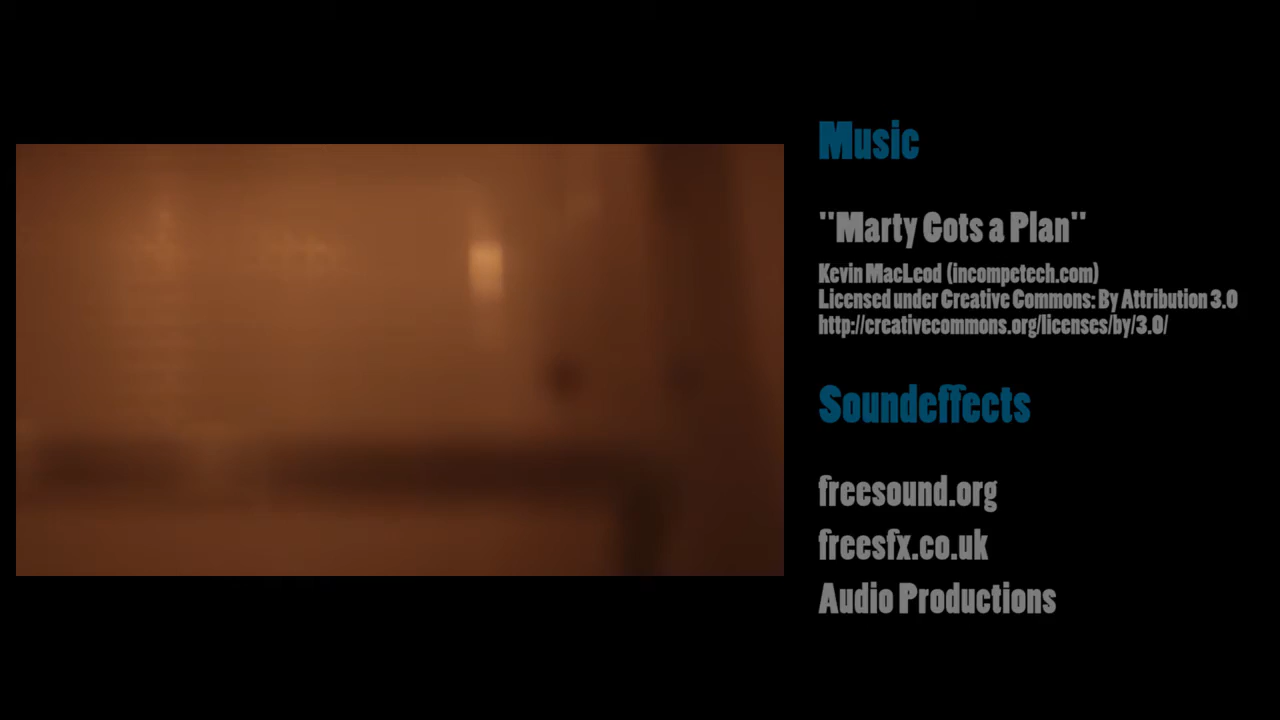 Music
"Marty Gots a Plan"
Kevin MacLeod (incompetech.com)
Licensed under Creative Commons: By Attribution 3.0
http://creativecommons.org/licenses/by/3.0/
Soundeffects
freesound.org
freesfx.co.uk
Audio Productions